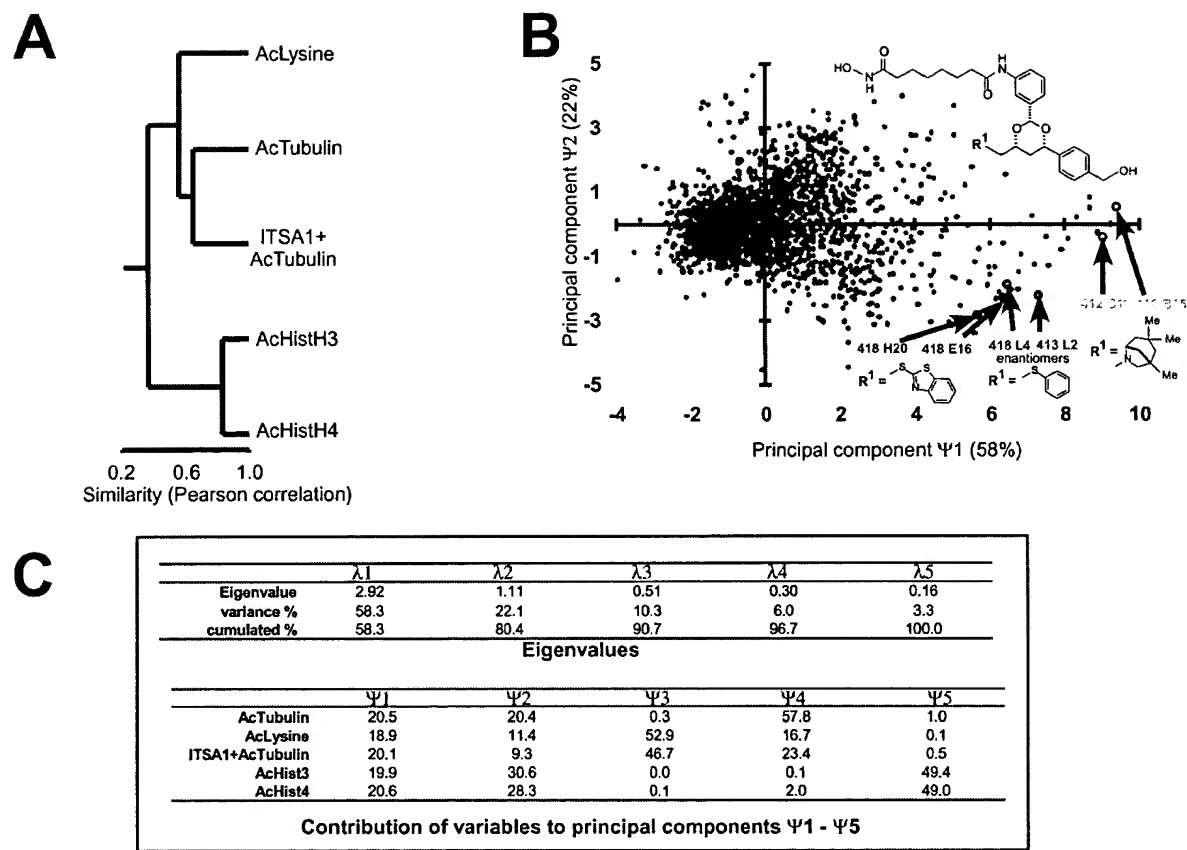 A
AcLysine
AcTubulin
ITSA1+
AcTubulin
AcHistH3
AcHistH4
0.2 0.6 1.0
Similarity (Pearson correlation)
B
Principal component Ψ2 (22%)
5
3
1
-1
-3
-5
-4 -2 0 2 4 6 8 10
Principal component Ψ1 (58%)
HO
N
H
O
O
H
N
O O
R1
OH
418 H20 418 E16 418 L4 413 L2
enantiomers
R1 =
S
S
N
R1 =
S
R1 =
N
Me
Me
Me
C
λ1 λ2 λ3 λ4 λ5
Eigenvalue 2.92 1.11 0.51 0.30 0.16
variance % 58.3 22.1 10.3 6.0 3.3
cumulated % 58.3 80.4 90.7 96.7 100.0
Eigenvalues
Ψ1 Ψ2 Ψ3 Ψ4 Ψ5
AcTubulin 20.5 20.4 0.3 57.8 1.0
AcLysine 18.9 11.4 52.9 16.7 0.1
ITSA1+AcTubulin 20.1 9.3 46.7 23.4 0.5
AcHist3 19.9 30.6 0.0 0.1 49.4
AcHist4 20.6 28.3 0.1 2.0 49.0
Contribution of variables to principal components Ψ1 - Ψ5